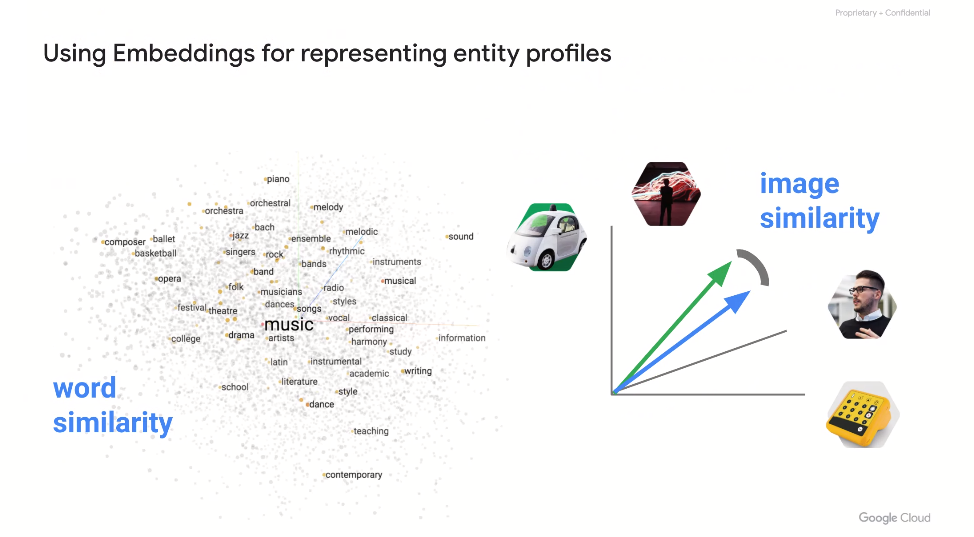 Proprietary + Confidential
Using Embeddings for representing entity profiles
piano
orchestral
orchestra
melody
bach
jazz
melodic
composer
ballet
ensemble
sound
basketball
singers
rock
rhythmic
bands
instruments
band
opera
musical
folk
musicians
radio
dances
styles
festival
theatre
songs
vocal
classical
music
performing
college
drama
artists
harmony
information
study
latin
instrumental
academic
writing
school
literature
style
dance
teaching
contemporary
word
similarity
image
similarity
Google Cloud